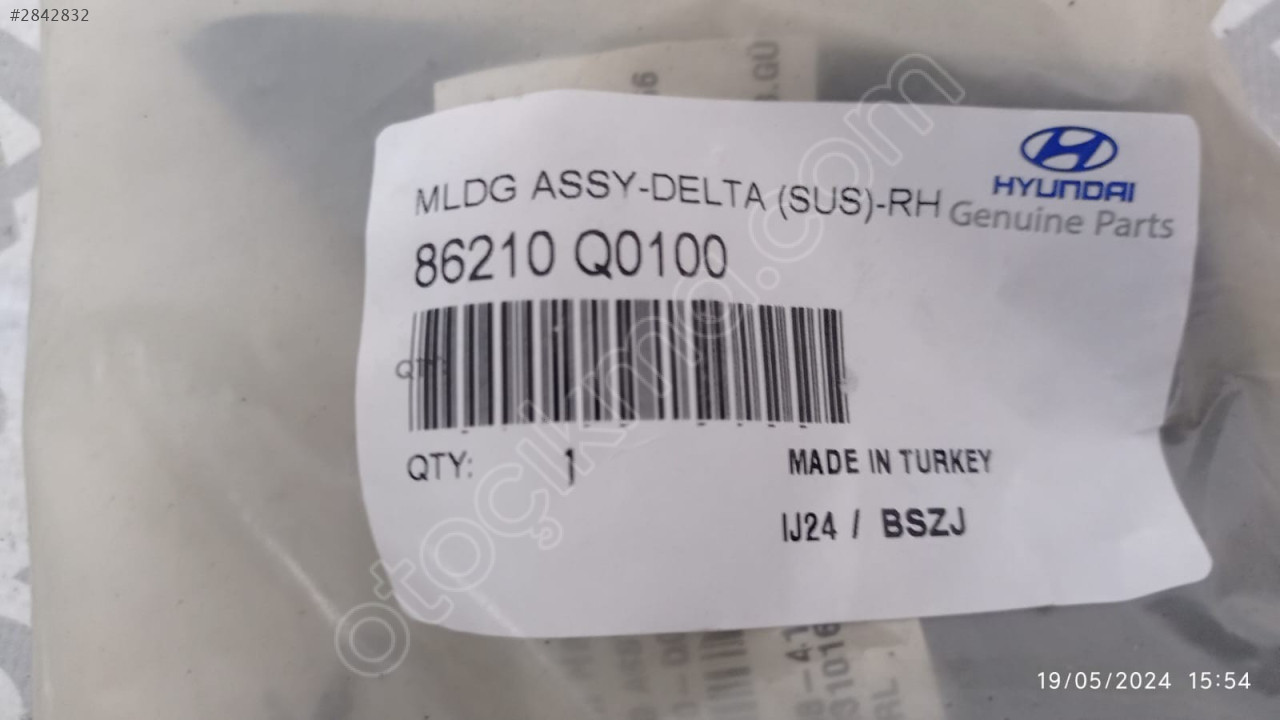 #2842832
MLDG ASSY-DELTA (SUS)-RH
HYUNDAI
Genuine Parts
86210 Q0100
QTY:
QTY: 1
MADE IN TURKEY
IJ24 / BSZJ
otoçıkma.com
19/05/2024 15:54